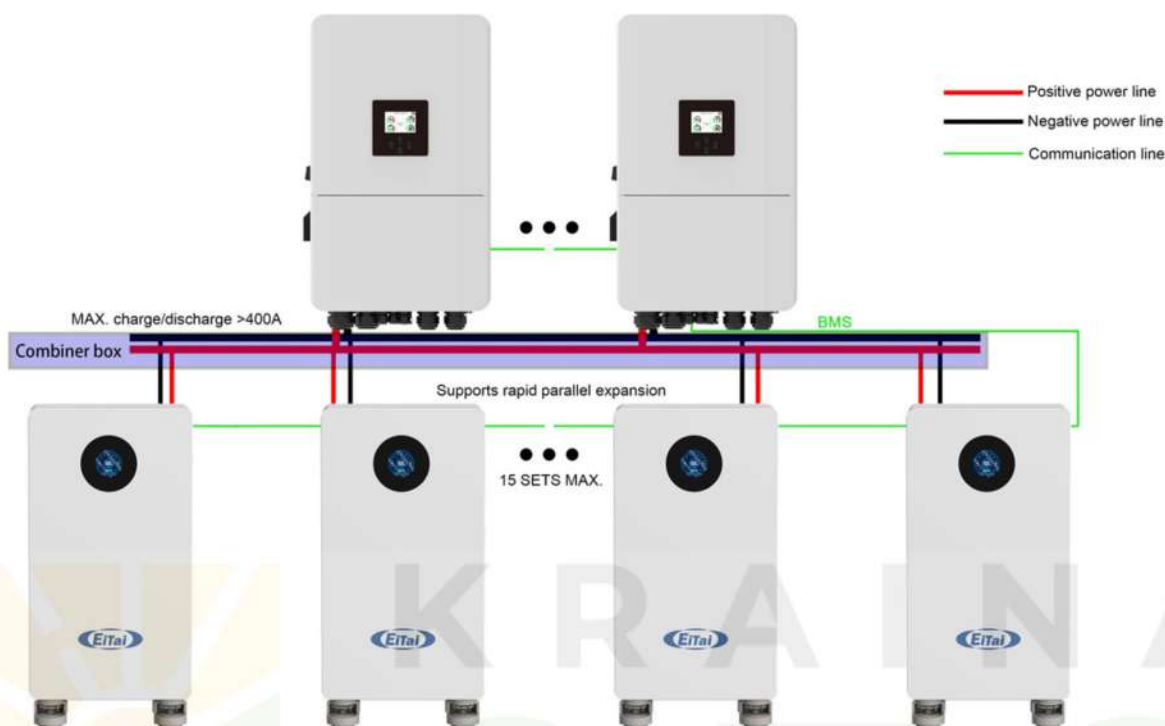 Positive power line
Negative power line
Communication line
MAX. charge/discharge >400A
BMS
Combiner box
Supports rapid parallel expansion
15 SETS MAX.
EITai
EITai
EITai
EITai
KRAINA